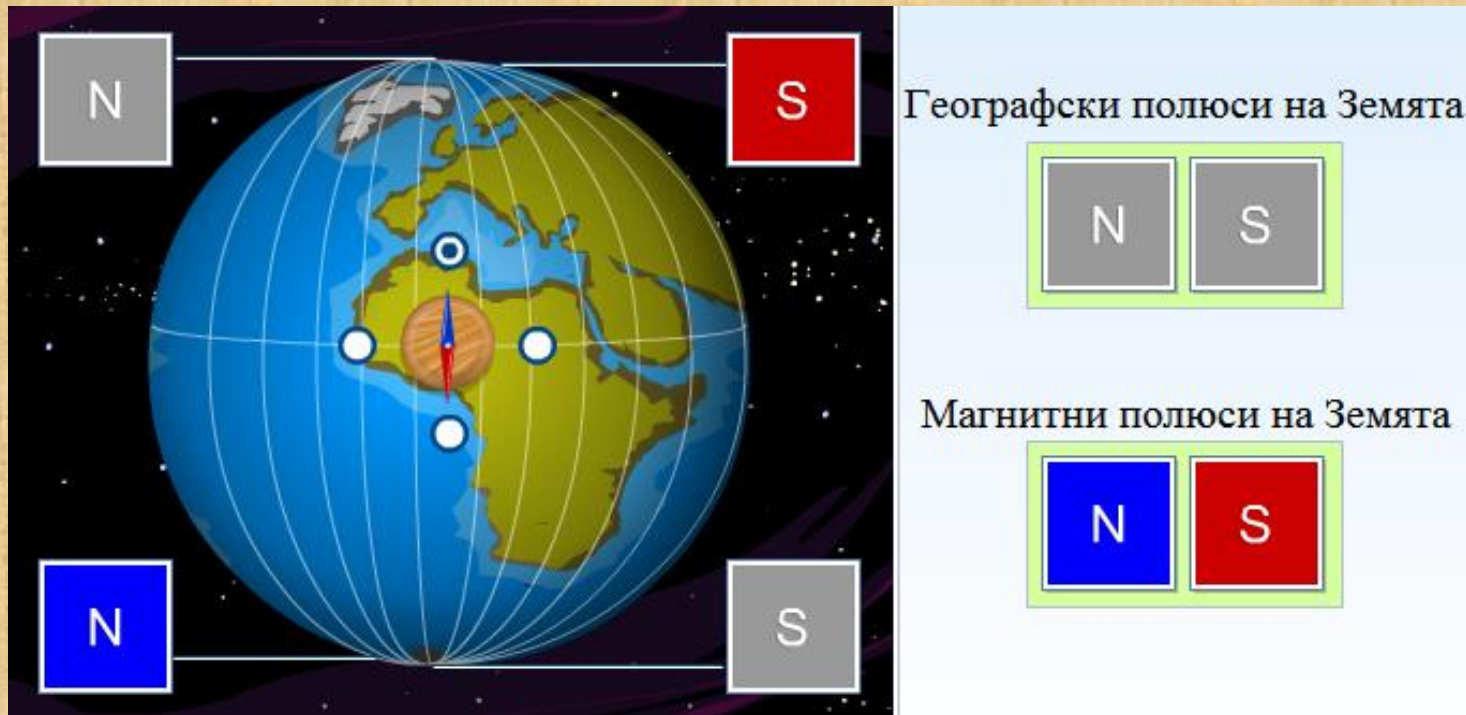 N
S
N
S
Географски полюси на Земята
N S
Магнитни полюси на Земята
N S